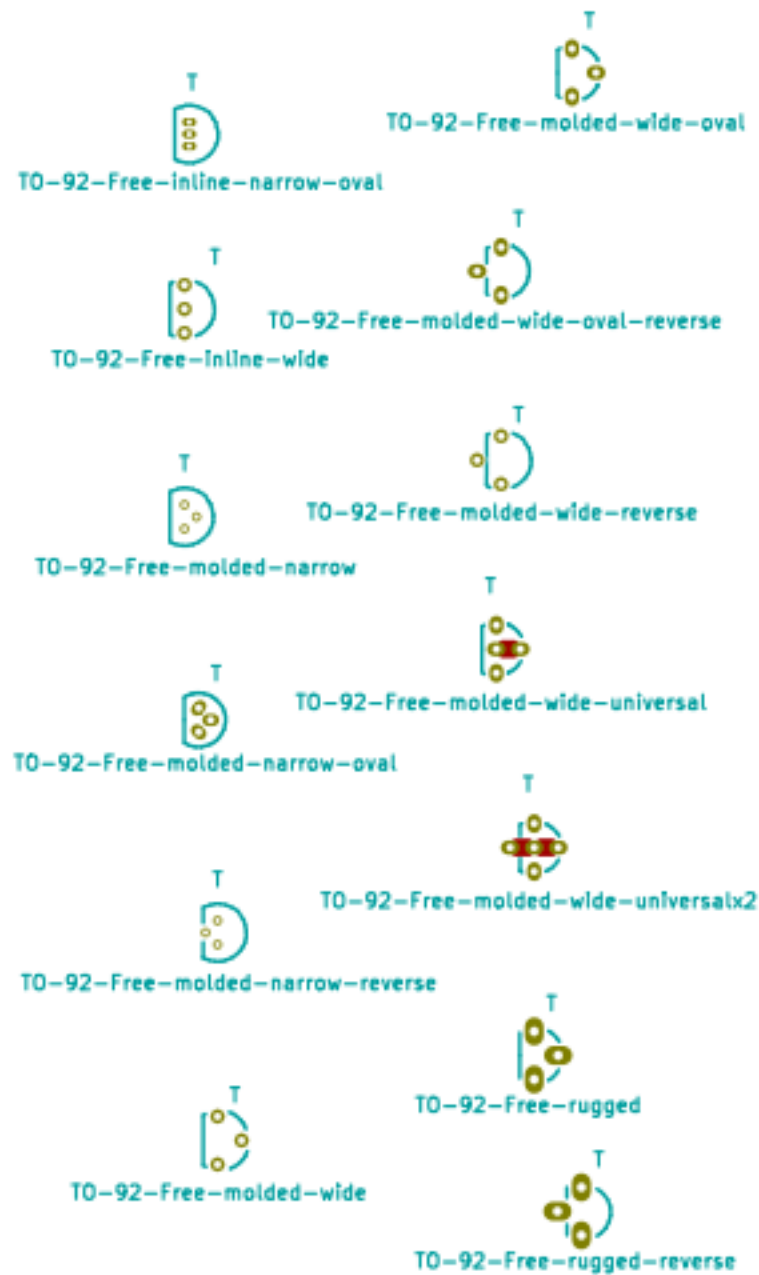 T
TO-92-Free-inline-narrow-oval
T
TO-92-Free-inline-wide
T
TO-92-Free-molded-narrow
T
TO-92-Free-molded-narrow-oval
T
TO-92-Free-molded-narrow-reverse
T
TO-92-Free-molded-wide
T
TO-92-Free-molded-wide-oval
T
TO-92-Free-molded-wide-oval-reverse
T
TO-92-Free-molded-wide-reverse
T
TO-92-Free-molded-wide-universal
T
TO-92-Free-molded-wide-universalx2
T
TO-92-Free-rugged
T
TO-92-Free-rugged-reverse